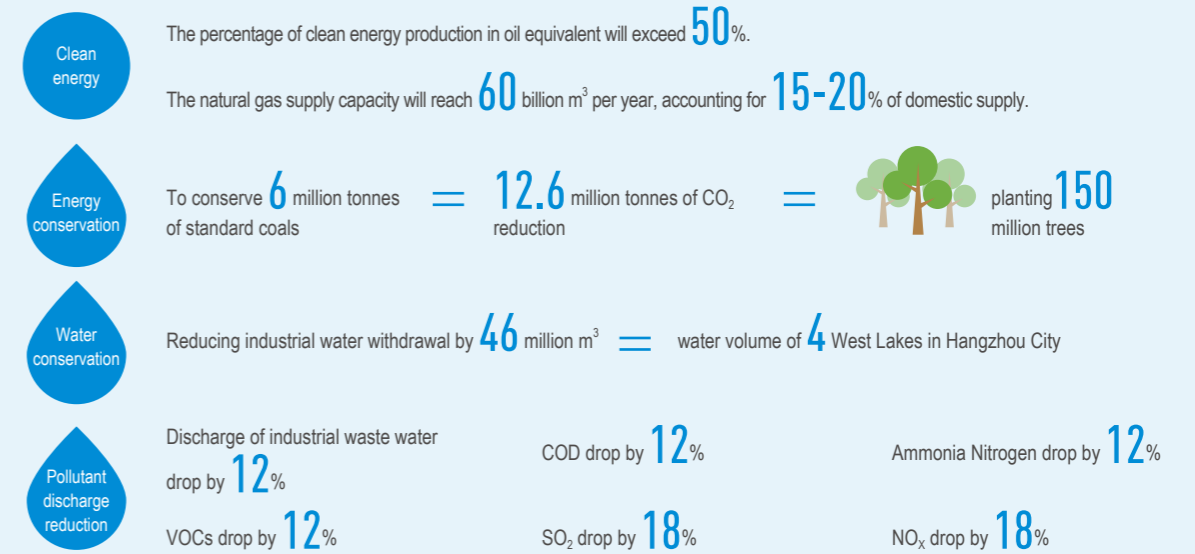 Clean
energy
The percentage of clean energy production in oil equivalent will exceed 50%.
The natural gas supply capacity will reach 60 billion m³ per year, accounting for 15-20% of domestic supply.
Energy
conservation
To conserve 6 million tonnes
of standard coals
=
12.6 million tonnes of CO₂
reduction
=
planting 150
million trees
Water
conservation
Reducing industrial water withdrawal by 46 million m³ = water volume of 4 West Lakes in Hangzhou City
Pollutant
discharge
reduction
Discharge of industrial waste water
drop by 12%
COD drop by 12%
Ammonia Nitrogen drop by 12%
VOCs drop by 12%
SO₂ drop by 18%
NOₓ drop by 18%